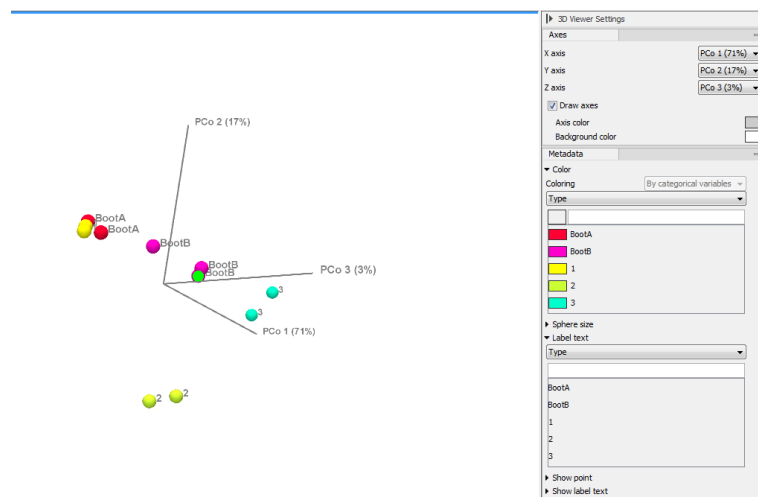 3D Viewer Settings
Axes
X axis PCo 1 (71%)
Y axis PCo 2 (17%)
Z axis PCo 3 (3%)
Draw axes
Axis color
Background color
Metadata
Color
Coloring By categorical variables
Type
BootA
BootB
1
2
3
Sphere size
Label text
Type
BootA
BootB
1
2
3
Show point
Show label text
PCo 2 (17%)
BootA
BootA
BootB
BootB
BootB
PCo 3 (3%)
3
3
PCo 1 (71%)
2
2